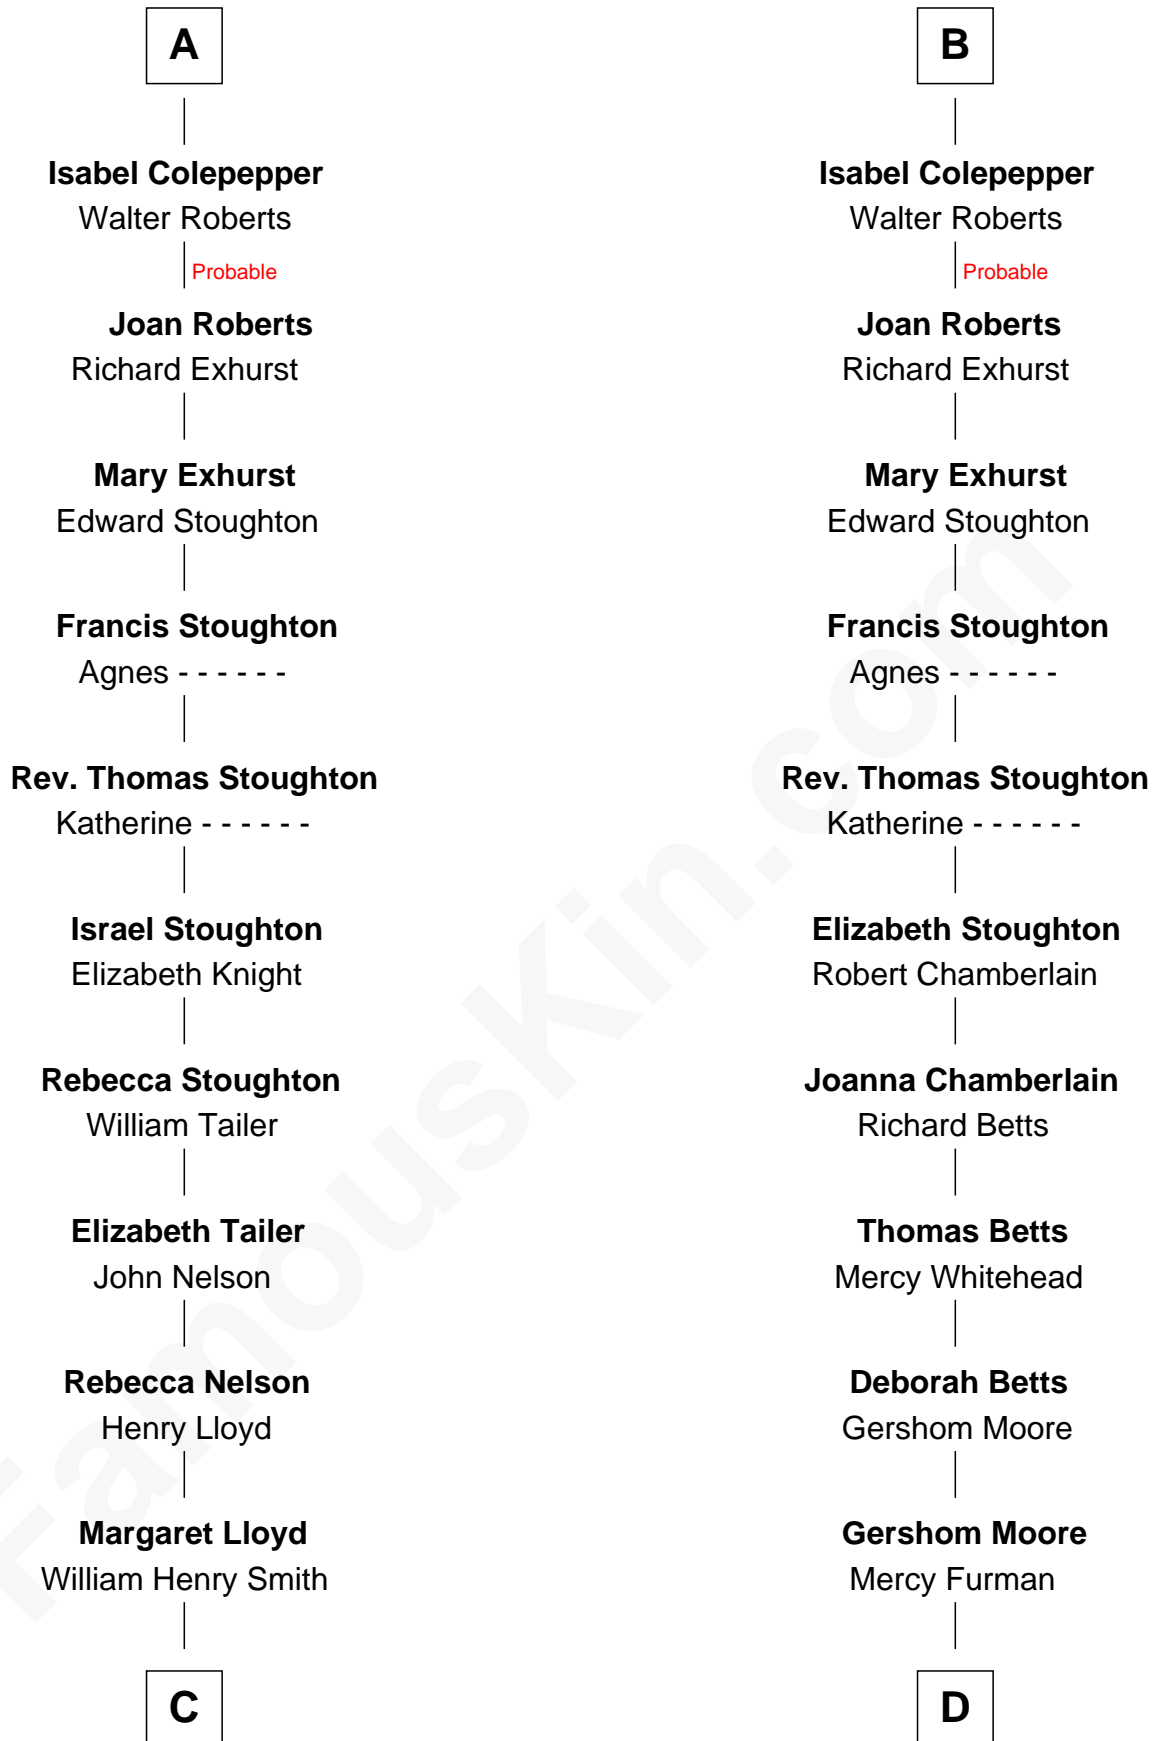 A
Isabel Colepepper
Walter Roberts
Probable
Joan Roberts
Richard Exhurst
Mary Exhurst
Edward Stoughton
Francis Stoughton
Agnes - - - - - -
Rev. Thomas Stoughton
Katherine - - - - - -
Israel Stoughton
Elizabeth Knight
Rebecca Stoughton
William Tailer
Elizabeth Tailer
John Nelson
Rebecca Nelson
Henry Lloyd
Margaret Lloyd
William Henry Smith
C
B
Isabel Colepepper
Walter Roberts
Probable
Joan Roberts
Richard Exhurst
Mary Exhurst
Edward Stoughton
Francis Stoughton
Agnes - - - - - -
Rev. Thomas Stoughton
Katherine - - - - - -
Elizabeth Stoughton
Robert Chamberlain
Joanna Chamberlain
Richard Betts
Thomas Betts
Mercy Whitehead
Deborah Betts
Gershom Moore
Gershom Moore
Mercy Furman
D
FamousKin.com